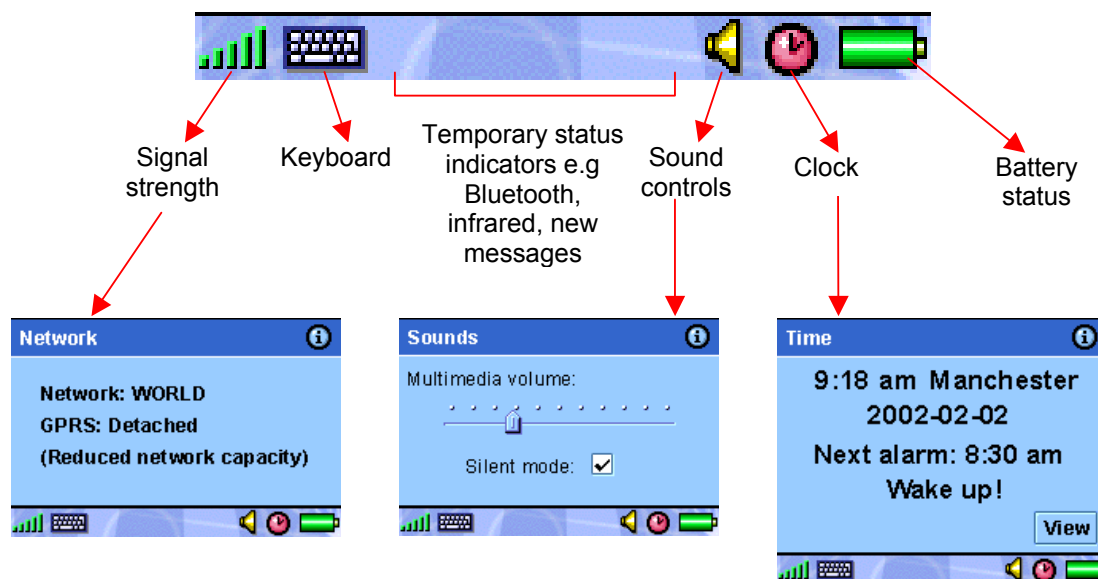 Signal
strength
Keyboard
Temporary status
indicators e.g
Bluetooth,
infrared, new
messages
Sound
controls
Clock
Battery
status
Network
Network: WORLD
GPRS: Detached
(Reduced network capacity)
Sounds
Multimedia volume:
Silent mode:
Time
9:18 am Manchester
2002-02-02
Next alarm: 8:30 am
Wake up!
View